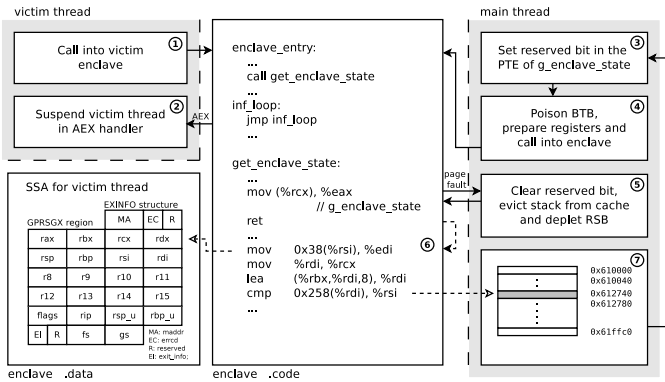 victim thread
Call into victim
enclave
1
Suspend victim thread
in AEX handler
2
AEX
SSA for victim thread
EXINFO structure
GPRSGX region
MA EC R
rax rbx rcx rdx
rsp rbp rsi rdi
r8 r9 r10 r11
r12 r13 r14 r15
flags rip rsp_u rbp_u
EI R fs gs
MA: maddr
EC: errcd
R: reserved
EI: exit_info;
enclave .data
enclave_entry:
...
call get_enclave_state
...
inf_loop:
jmp inf_loop
...
get_enclave_state:
...
mov (%rcx), %eax
// g_enclave_state
ret
...
mov 0x38(%rsi), %edi
mov %rdi, %rcx
lea (%rbx,%rdi,8), %rdi
cmp 0x258(%rdi), %rsi
...
6
enclave .code
page
fault
main thread
Set reserved bit in the
PTE of g_enclave_state
3
Poison BTB,
prepare registers and
call into enclave
4
Clear reserved bit,
evict stack from cache
and deplet RSB
5
7
0x610000
0x610040
0x612740
0x612780
0x61ffc0